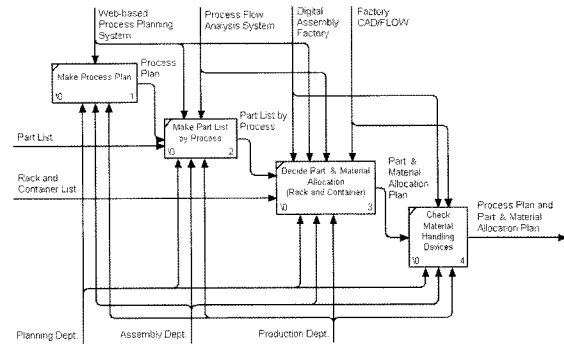 Web-based
Process Planning
System
Process Flow
Analysis System
Digital
Assembly
Factory
Factory
CAD/FLOW
Make Process Plan
\0 1
Process
Plan
Make Part List
by Process
\0 2
Part List by
Process
Part List
Rack and
Container List
Decide Part & Material
Allocation
(Rack and Container)
\0 3
Part &
Material
Allocation
Plan
Check
Material
Handling
Devices
\0 4
Process Plan and
Part & Material
Allocation Plan
Planning Dept.
Assembly Dept.
Production Dept.